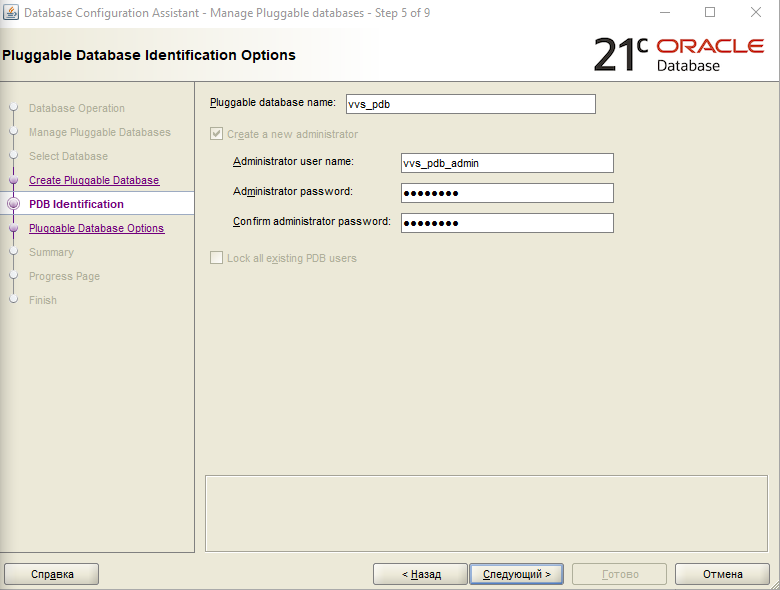 Database Configuration Assistant - Manage Pluggable databases - Step 5 of 9
Pluggable Database Identification Options
21c ORACLE
Database
Database Operation
Manage Pluggable Databases
Select Database
Create Pluggable Database
PDB Identification
Pluggable Database Options
Summary
Progress Page
Finish
Pluggable database name: vvs_pdb
Create a new administrator
Administrator user name: vvs_pdb_admin
Administrator password: ●●●●●●●●
Confirm administrator password: ●●●●●●●●
Lock all existing PDB users
Справка
< Назад
Следующий >
Готово
Отмена